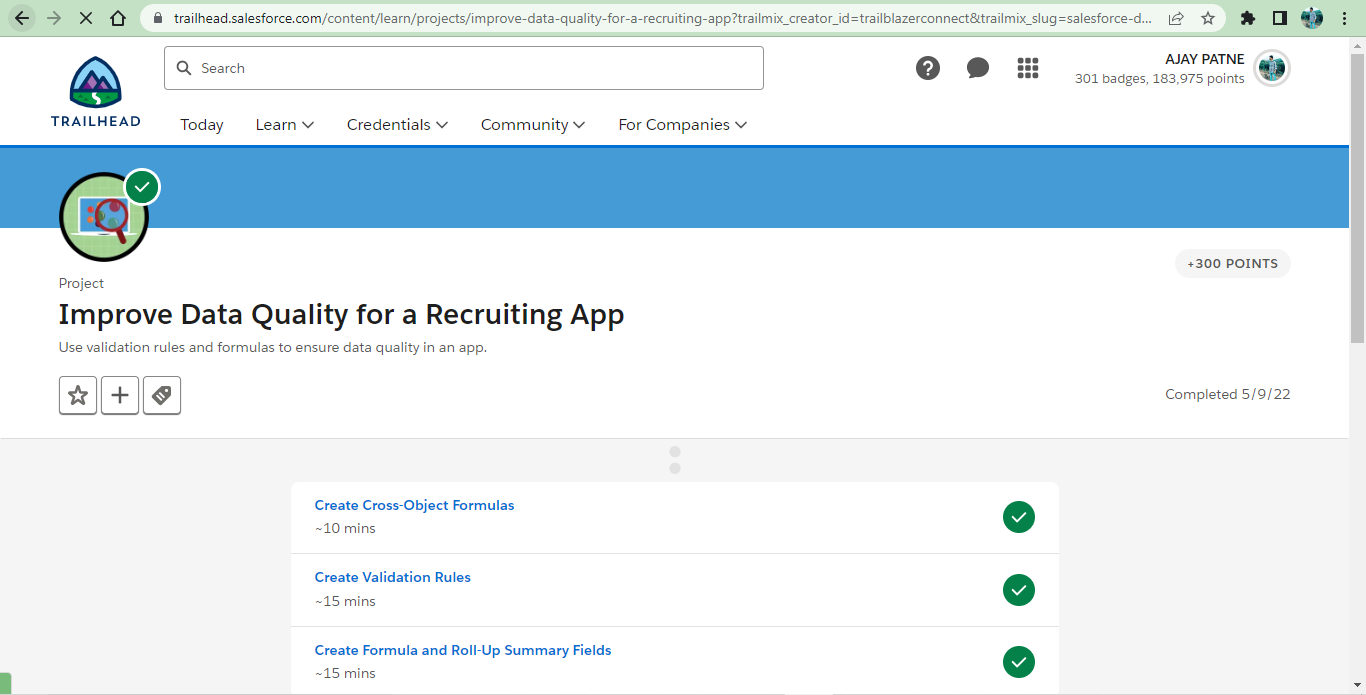 trailhead.salesforce.com/content/learn/projects/improve-data-quality-for-a-recruiting-app?trailmix_creator_id=trailblazerconnect&trailmix_slug=salesforce-d...
TRAILHEAD
Search
AJAY PATNE
301 badges, 183,975 points
Today
Learn
Credentials
Community
For Companies
+300 POINTS
Project
Improve Data Quality for a Recruiting App
Use validation rules and formulas to ensure data quality in an app.
Completed 5/9/22
Create Cross-Object Formulas
~10 mins
Create Validation Rules
~15 mins
Create Formula and Roll-Up Summary Fields
~15 mins